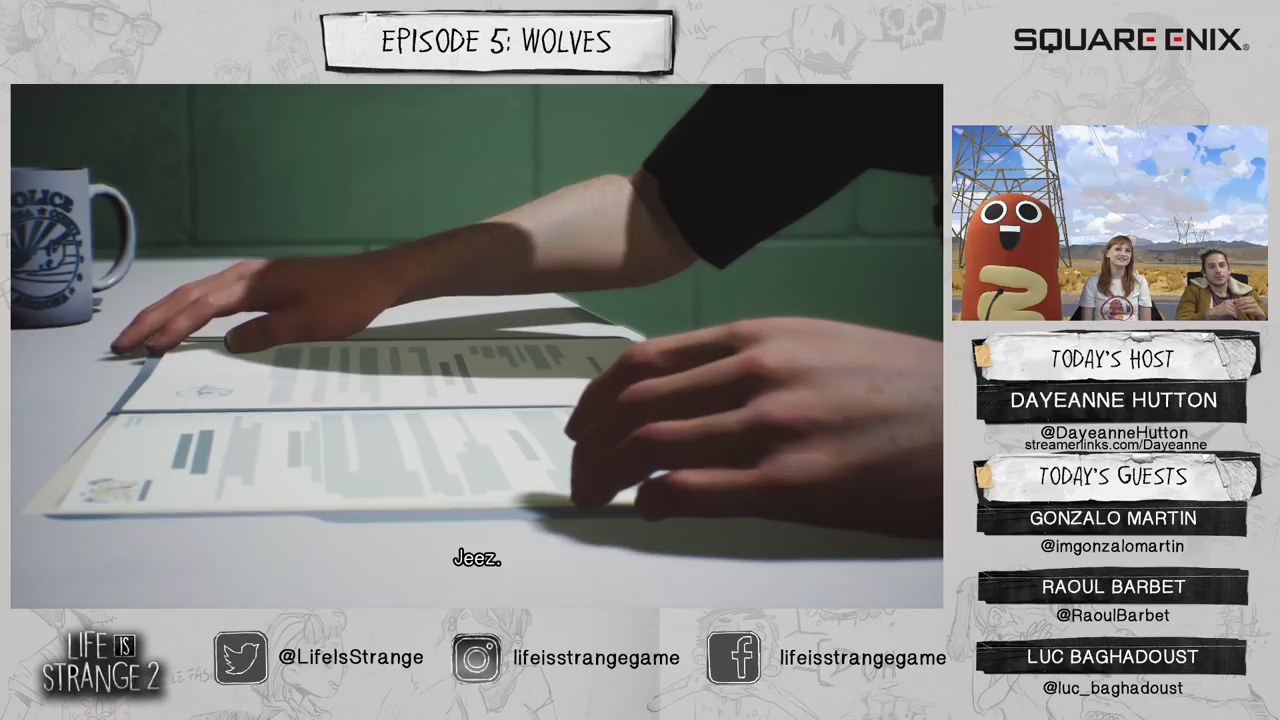 EPISODE 5: WOLVES
SQUARE ENIX®
OLICE
Jeez.
TODAY'S HOST
DAYEANNE HUTTON
@DayeanneHutton
streamerlinks.com/Dayeanne
TODAY'S GUESTS
GONZALO MARTIN
@imgonzalomartin
RAOUL BARBET
@RaoulBarbet
LUC BAGHADOUST
@luc_baghadoust
LIFE IS
STRANGE 2
@LifeIsStrange
lifeisstrangegame
lifeisstrangegame